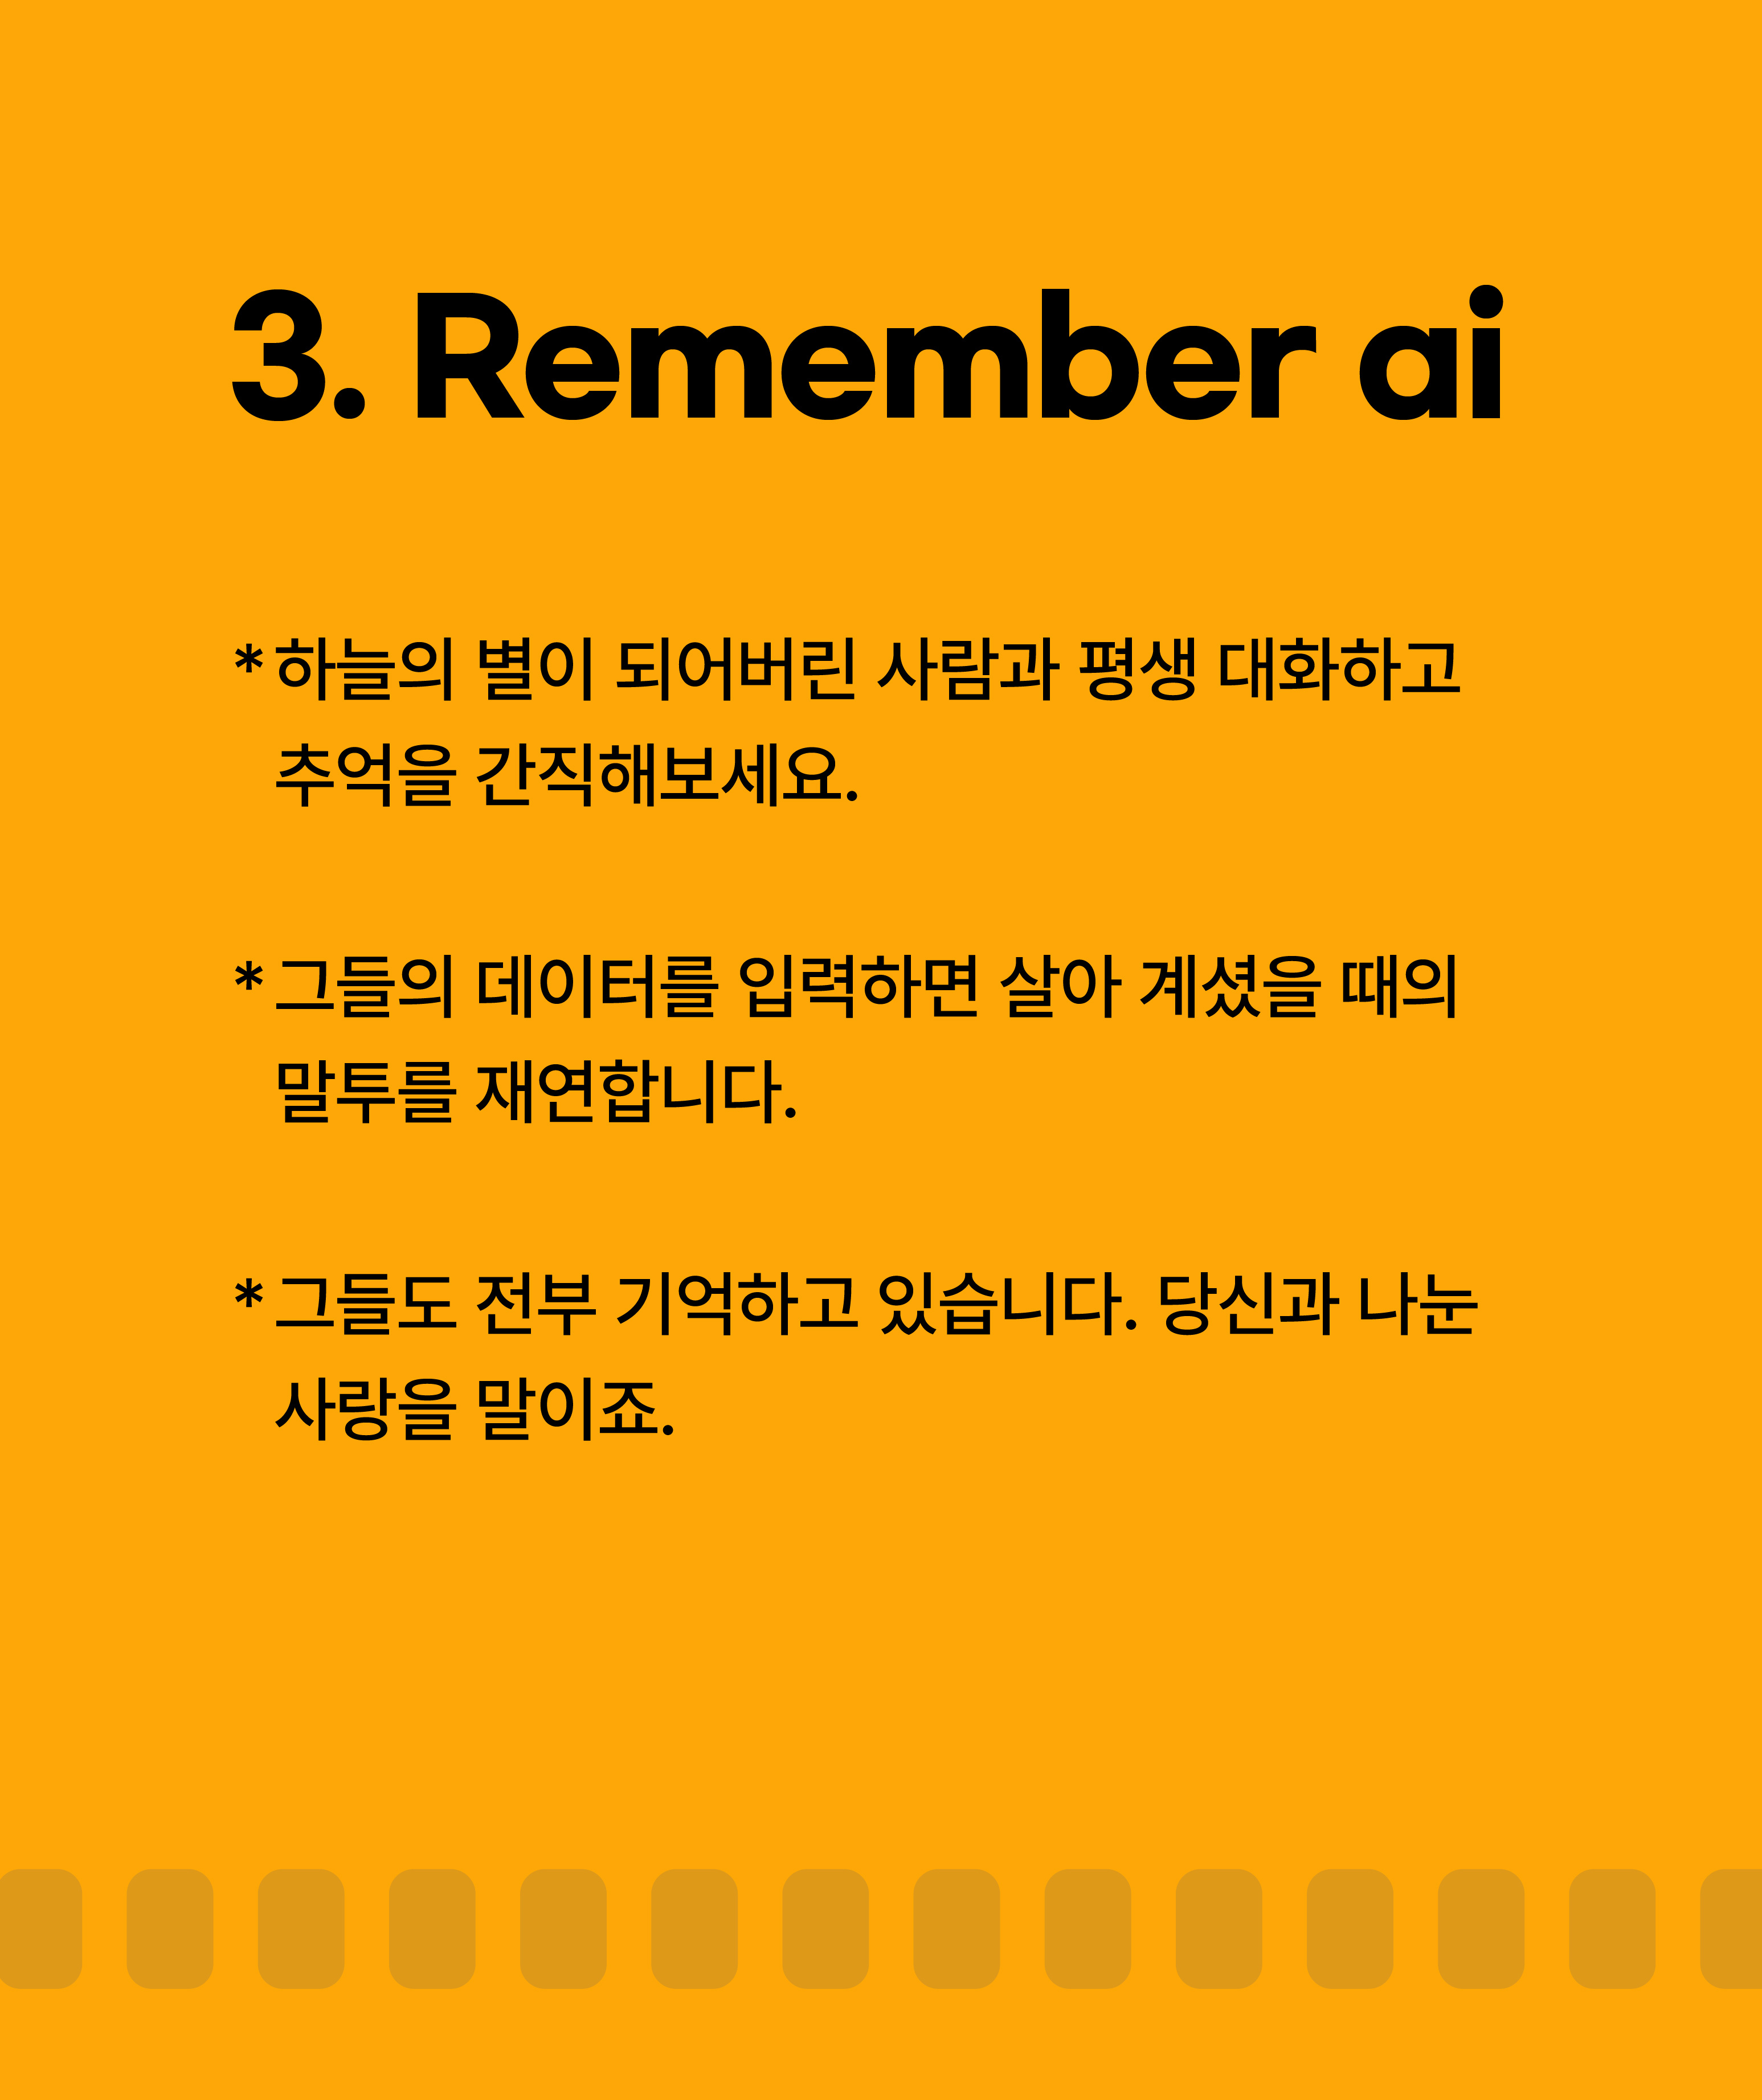 3. Remember ai
*하늘의 별이 되어버린 사람과 평생 대화하고
추억을 간직해보세요.
*그들의 데이터를 입력하면 살아 계셨을 때의
말투를 재연합니다.
*그들도 전부 기억하고 있습니다. 당신과 나눈
사랑을 말이죠.